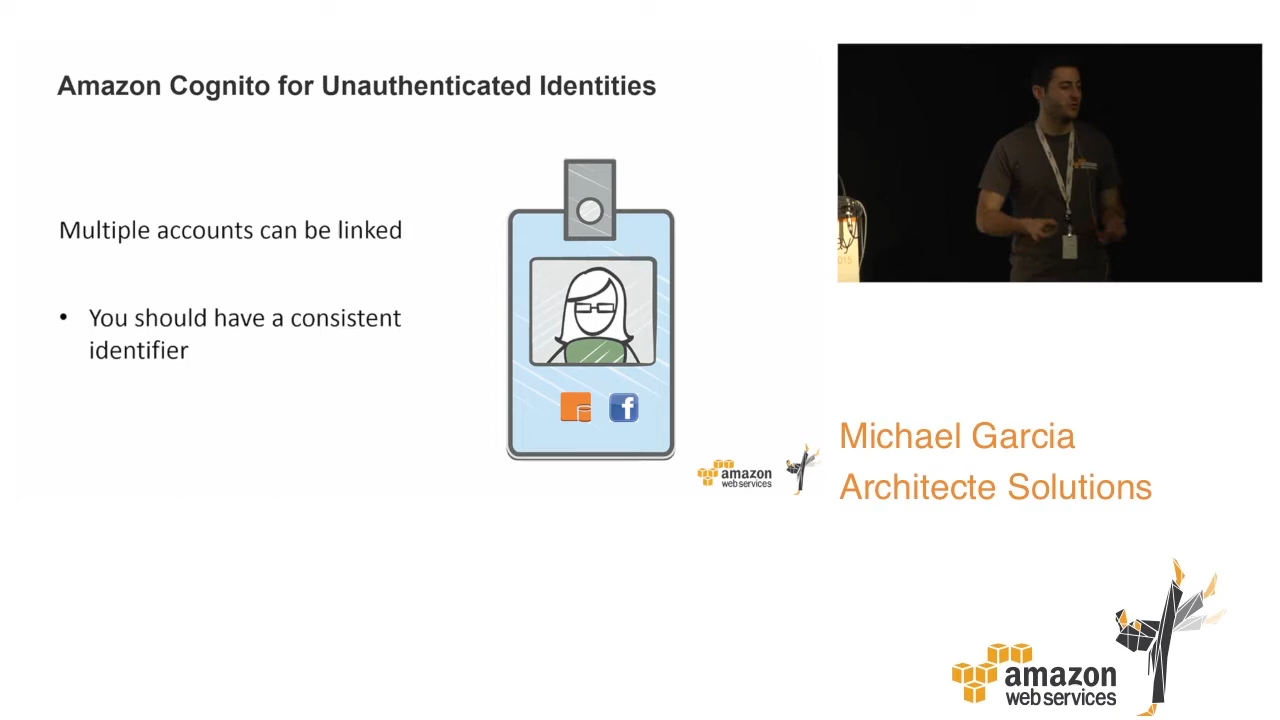 Amazon Cognito for Unauthenticated Identities
Multiple accounts can be linked
• You should have a consistent
identifier
f
amazon
web services
015
Michael Garcia
Architecte Solutions
amazon
web services